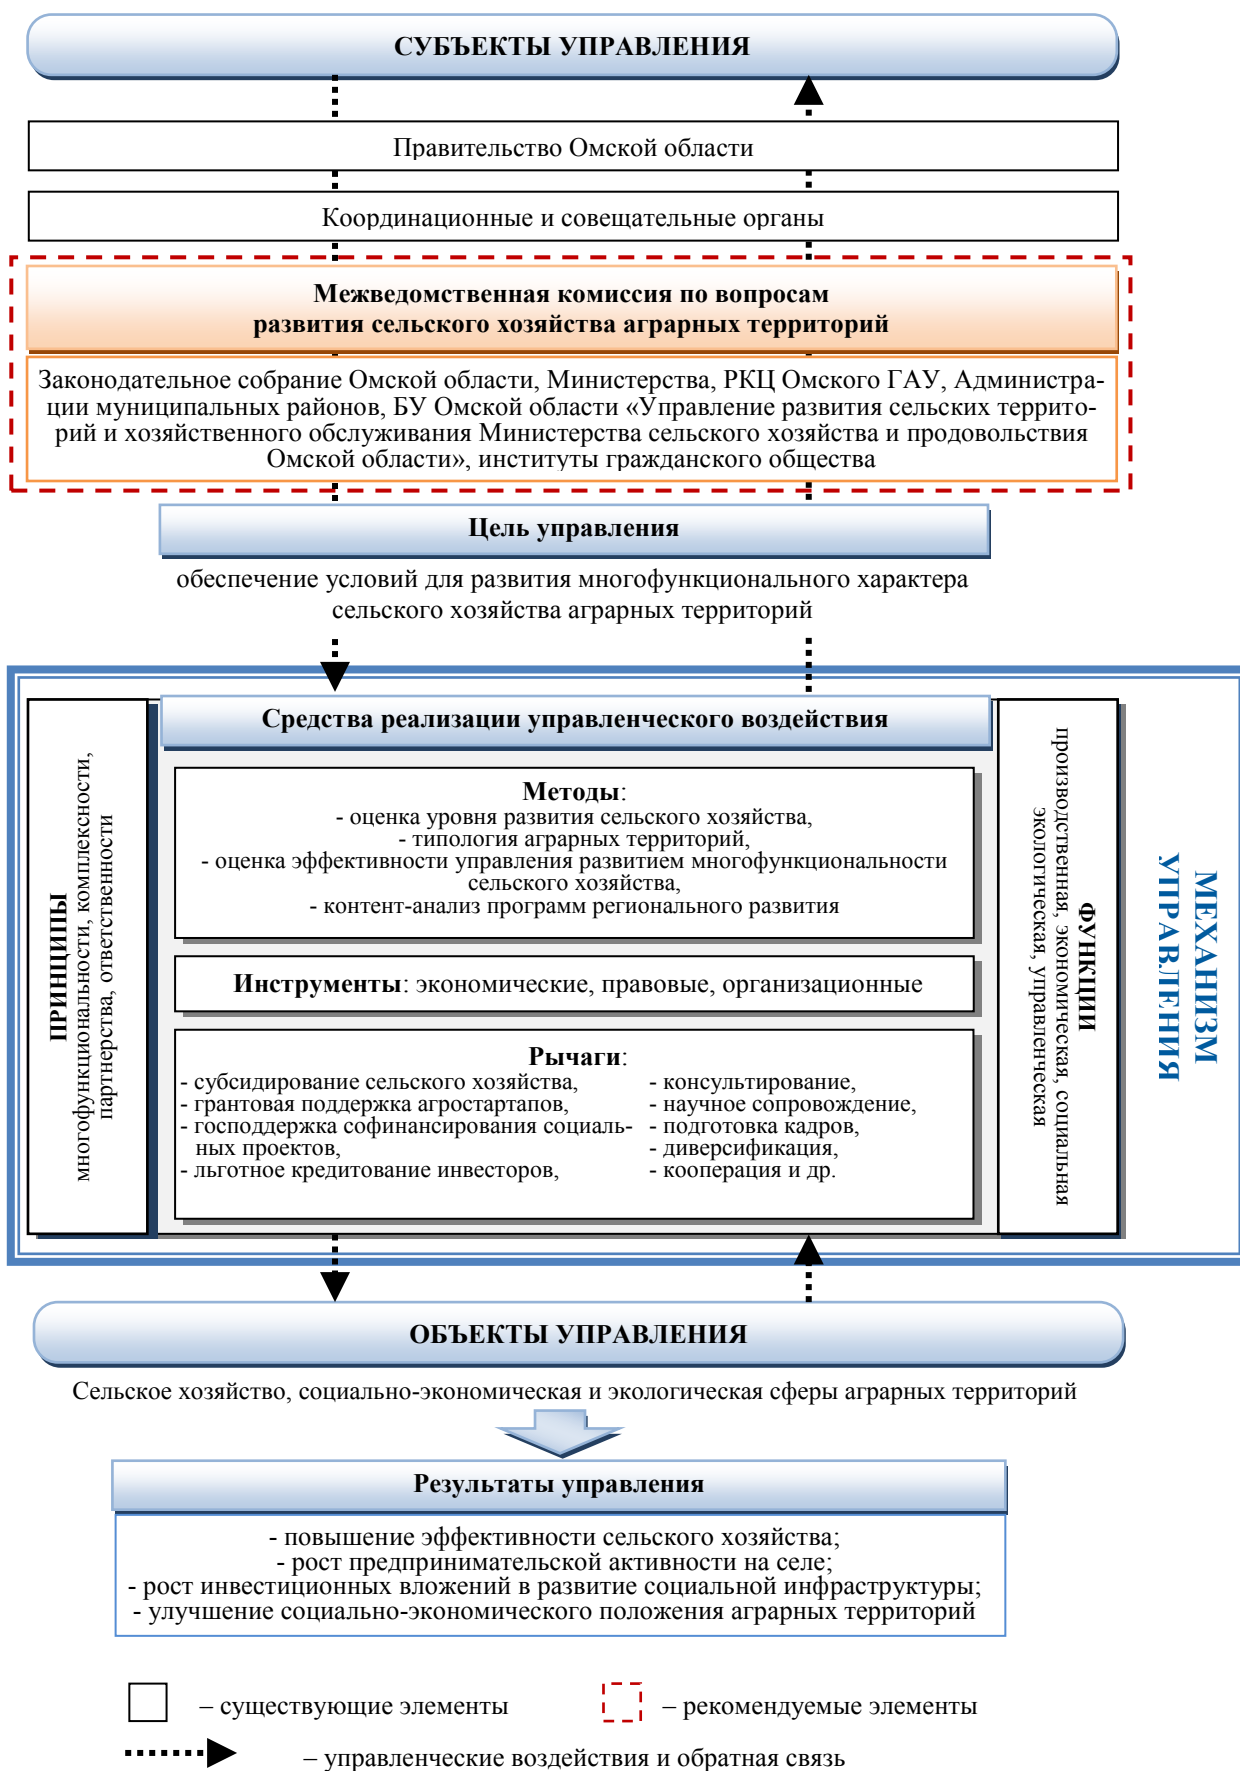 СУБЪЕКТЫ УПРАВЛЕНИЯ
Правительство Омской области
Координационные и совещательные органы
Межведомственная комиссия по вопросам
развития сельского хозяйства аграрных территорий
Законодательное собрание Омской области, Министерства, РКЦ Омского ГАУ, Администра-
ции муниципальных районов, БУ Омской области «Управление развития сельских террито-
рий и хозяйственного обслуживания Министерства сельского хозяйства и продовольствия
Омской области», институты гражданского общества
Цель управления
обеспечение условий для развития многофункционального характера
сельского хозяйства аграрных территорий
ПРИНЦИПЫ
многофункциональности, комплексности,
партнерства, ответственности
Средства реализации управленческого воздействия
Методы:
- оценка уровня развития сельского хозяйства,
- типология аграрных территорий,
- оценка эффективности управления развитием многофункциональности
сельского хозяйства,
- контент-анализ программ регионального развития
Инструменты: экономические, правовые, организационные
Рычаги:
- субсидирование сельского хозяйства,
- грантовая поддержка агростартапов,
- господдержка софинансирования социаль-
ных проектов,
- льготное кредитование инвесторов,
- консультирование,
- научное сопровождение,
- подготовка кадров,
- диверсификация,
- кооперация и др.
ФУНКЦИИ
производственная, экономическая, социальная
экологическая, управленческая
МЕХАНИЗМ
УПРАВЛЕНИЯ
ОБЪЕКТЫ УПРАВЛЕНИЯ
Сельское хозяйство, социально-экономическая и экологическая сферы аграрных территорий
Результаты управления
- повышение эффективности сельского хозяйства;
- рост предпринимательской активности на селе;
- рост инвестиционных вложений в развитие социальной инфраструктуры;
- улучшение социально-экономического положения аграрных территорий
– существующие элементы
– рекомендуемые элементы
– управленческие воздействия и обратная связь